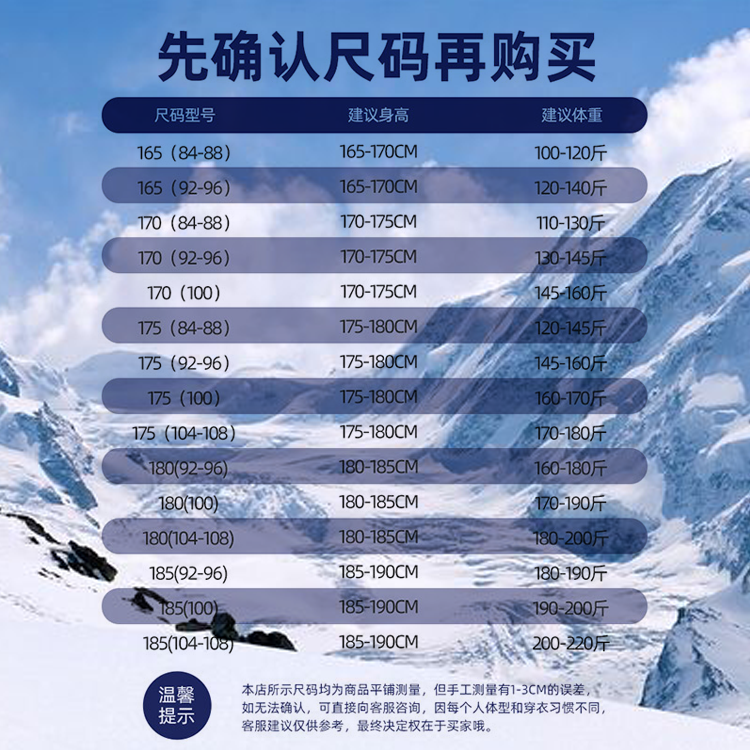 先确认尺码再购买
尺码型号 建议身高 建议体重
165（84-88） 165-170CM 100-120斤
165（92-96） 165-170CM 120-140斤
170（84-88） 170-175CM 110-130斤
170（92-96） 170-175CM 130-145斤
170（100） 170-175CM 145-160斤
175（84-88） 175-180CM 120-145斤
175（92-96） 175-180CM 145-160斤
175（100） 175-180CM 160-170斤
175（104-108） 175-180CM 170-180斤
180(92-96) 180-185CM 160-180斤
180(100) 180-185CM 170-190斤
180(104-108) 180-185CM 180-200斤
185(92-96) 185-190CM 180-190斤
185(100) 185-190CM 190-200斤
185(104-108) 185-190CM 200-220斤
温馨
提示
本店所示尺码均为商品平铺测量，但手工测量有1-3CM的误差，
如无法确认，可直接向客服咨询，因每个人体型和穿衣习惯不同，
客服建议仅供参考，最终决定权在于买家哦。